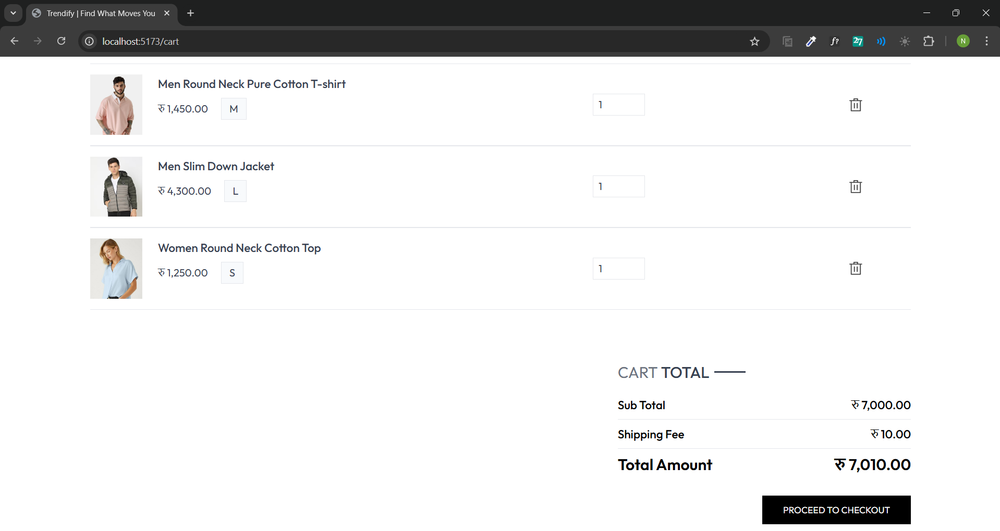 Trendify | Find What Moves You
localhost:5173/cart
f?
27
N
Men Round Neck Pure Cotton T-shirt
रु 1,450.00 M
1
Men Slim Down Jacket
रु 4,300.00 L
1
Women Round Neck Cotton Top
रु 1,250.00 S
1
CART TOTAL
Sub Total रु 7,000.00
Shipping Fee रु 10.00
Total Amount रु 7,010.00
PROCEED TO CHECKOUT